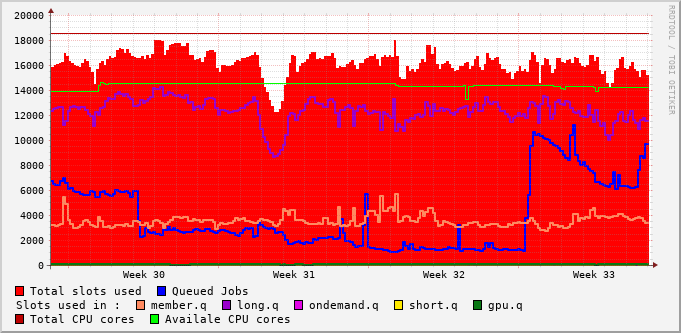 20000
18000
16000
14000
12000
10000
8000
6000
4000
2000
0
Week 30 Week 31 Week 32 Week 33
RRDTOOL / TOBI OETIKER
Total slots used Queued Jobs
Slots used in : member.q long.q ondemand.q short.q gpu.q
Total CPU cores Availale CPU cores